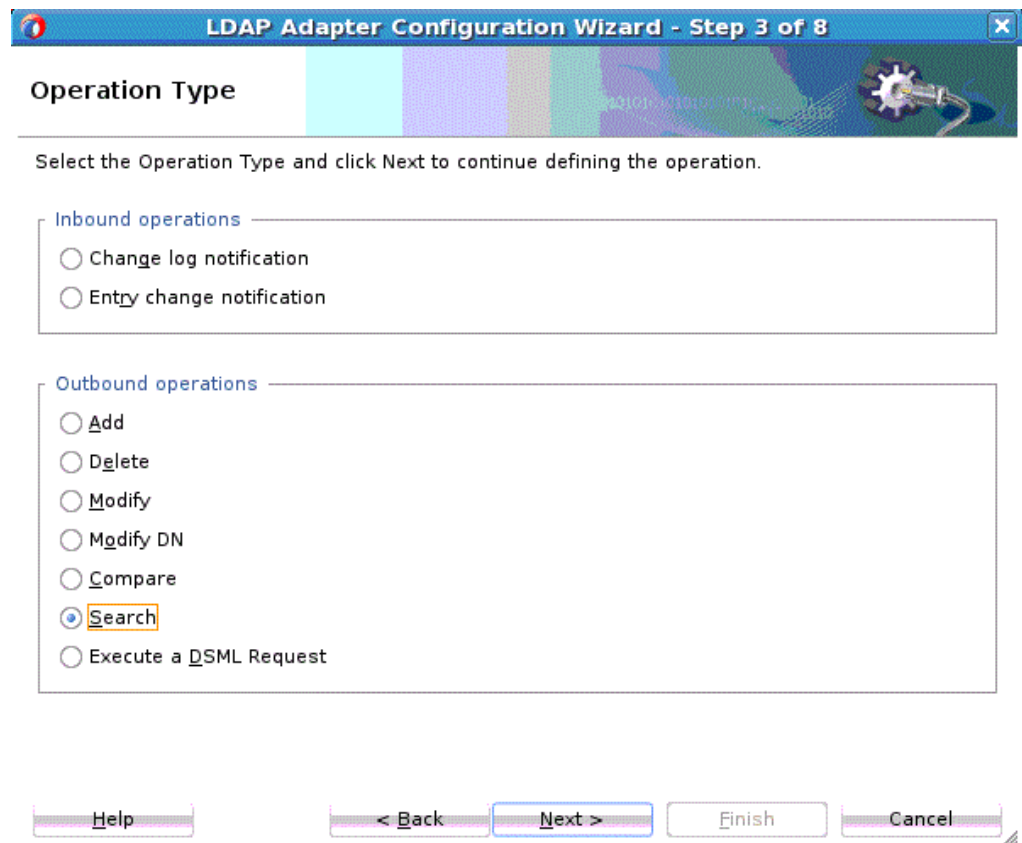 LDAP Adapter Configuration Wizard - Step 3 of 8
Operation Type
Select the Operation Type and click Next to continue defining the operation.
Inbound operations
Change log notification
Entry change notification
Outbound operations
Add
Delete
Modify
Modify DN
Compare
Search
Execute a DSML Request
Help < Back Next > Finish Cancel